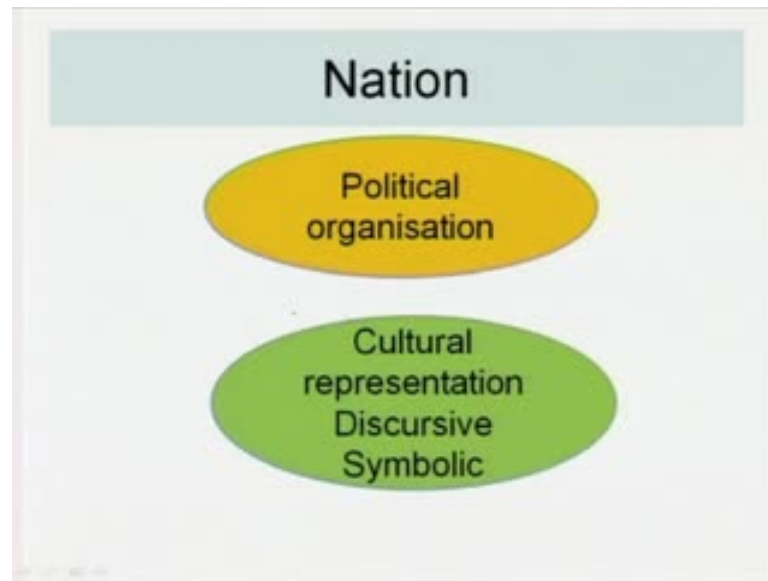 Nation
Political
organisation
Cultural
representation
Discursive
Symbolic